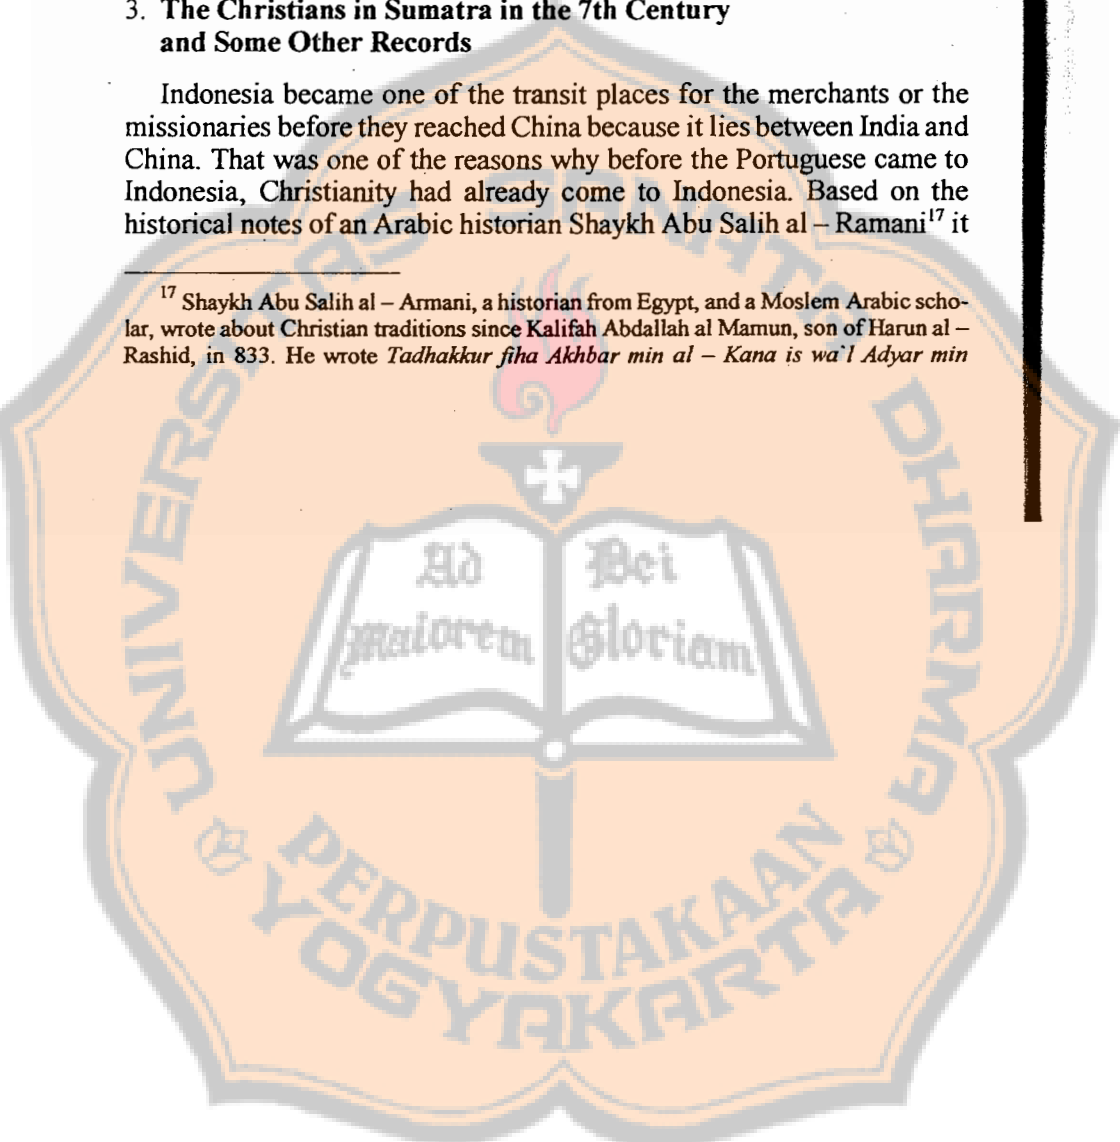 3. The Christians in Sumatra in the 7th Century
and Some Other Records
Indonesia became one of the transit places for the merchants or the
missionaries before they reached China because it lies between India and
China. That was one of the reasons why before the Portuguese came to
Indonesia, Christianity had already come to Indonesia. Based on the
historical notes of an Arabic historian Shaykh Abu Salih al – Ramani17 it
17 Shaykh Abu Salih al – Armani, a historian from Egypt, and a Moslem Arabic scho-
lar, wrote about Christian traditions since Kalifah Abdallah al Mamun, son of Harun al –
Rashid, in 833. He wrote Tadhakkur fiha Akhbar min al – Kana is wa`l Adyar min
UNIVERSITAS SANATA DHARMA
Ad Dei
maiorem Gloriam
PERPUSTAKAAN
YOGYAKARTA